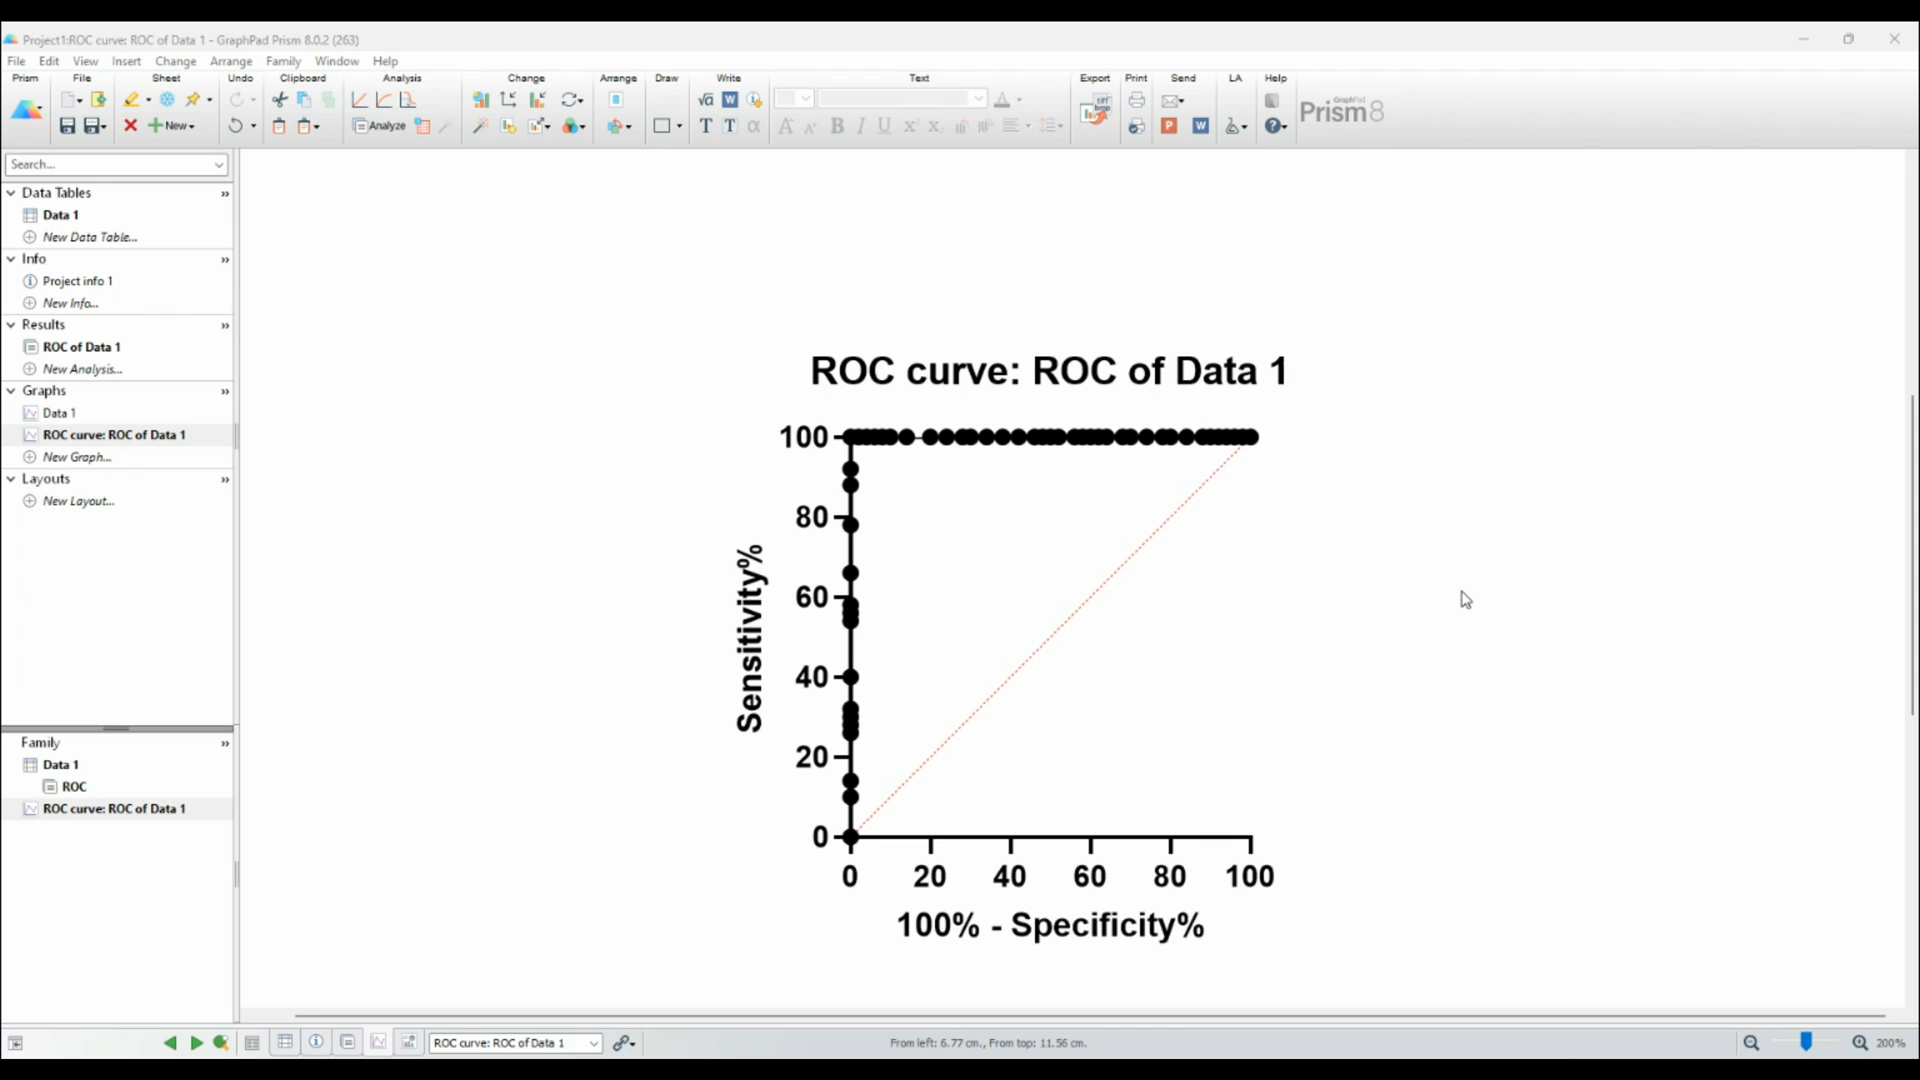 Project1:ROC curve: ROC of Data 1 - GraphPad Prism 8.0.2 (263)
File Edit View Insert Change Arrange Family Window Help
Prism File Sheet Undo Clipboard Analysis Change Arrange Draw Write Text Export Print Send LA Help
GraphPad
Prism 8
New
Analyze
Search...
Data Tables
Data 1
New Data Table...
Info
Project info 1
New Info...
Results
ROC of Data 1
New Analysis...
Graphs
Data 1
ROC curve: ROC of Data 1
New Graph...
Layouts
New Layout...
Family
Data 1
ROC
ROC curve: ROC of Data 1
ROC curve: ROC of Data 1
100
80
60
40
20
0
Sensitivity%
0 20 40 60 80 100
100% - Specificity%
ROC curve: ROC of Data 1
From left: 6.77 cm., From top: 11.56 cm.
200%